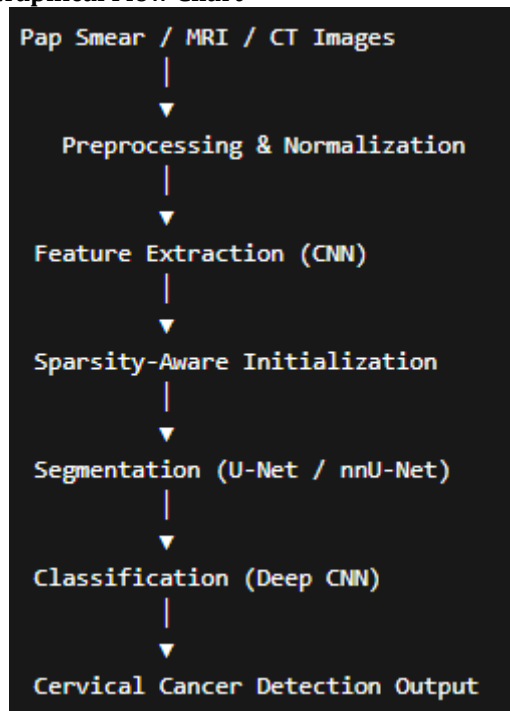 Graphical Flow Chart
Pap Smear / MRI / CT Images
Preprocessing & Normalization
Feature Extraction (CNN)
Sparsity-Aware Initialization
Segmentation (U-Net / nnU-Net)
Classification (Deep CNN)
Cervical Cancer Detection Output